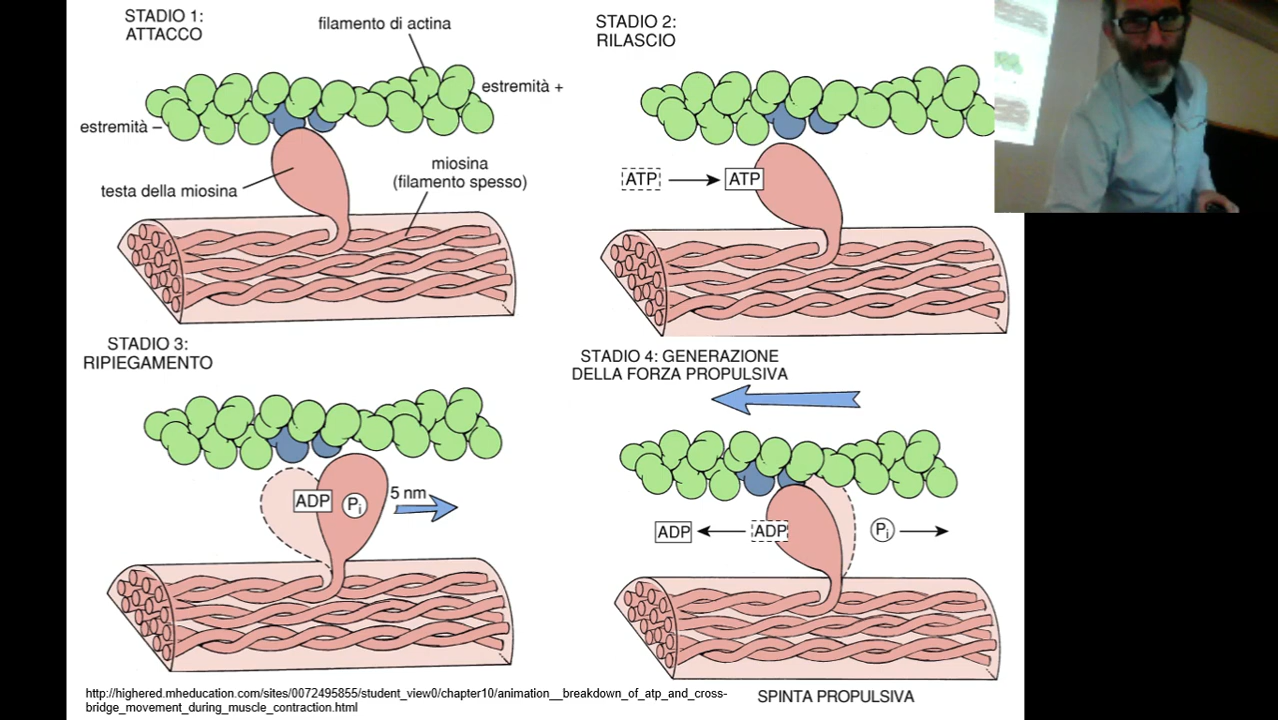 STADIO 1:
ATTACCO
filamento di actina
estremità +
estremità –
testa della miosina
miosina
(filamento spesso)
STADIO 2:
RILASCIO
ATP
ATP
STADIO 3:
RIPIEGAMENTO
ADP
Pi
5 nm
STADIO 4: GENERAZIONE
DELLA FORZA PROPULSIVA
ADP
ADP
Pi
SPINTA PROPULSIVA
http://highered.mheducation.com/sites/0072495855/student_view0/chapter10/animation__breakdown_of_atp_and_cross-
bridge_movement_during_muscle_contraction.html